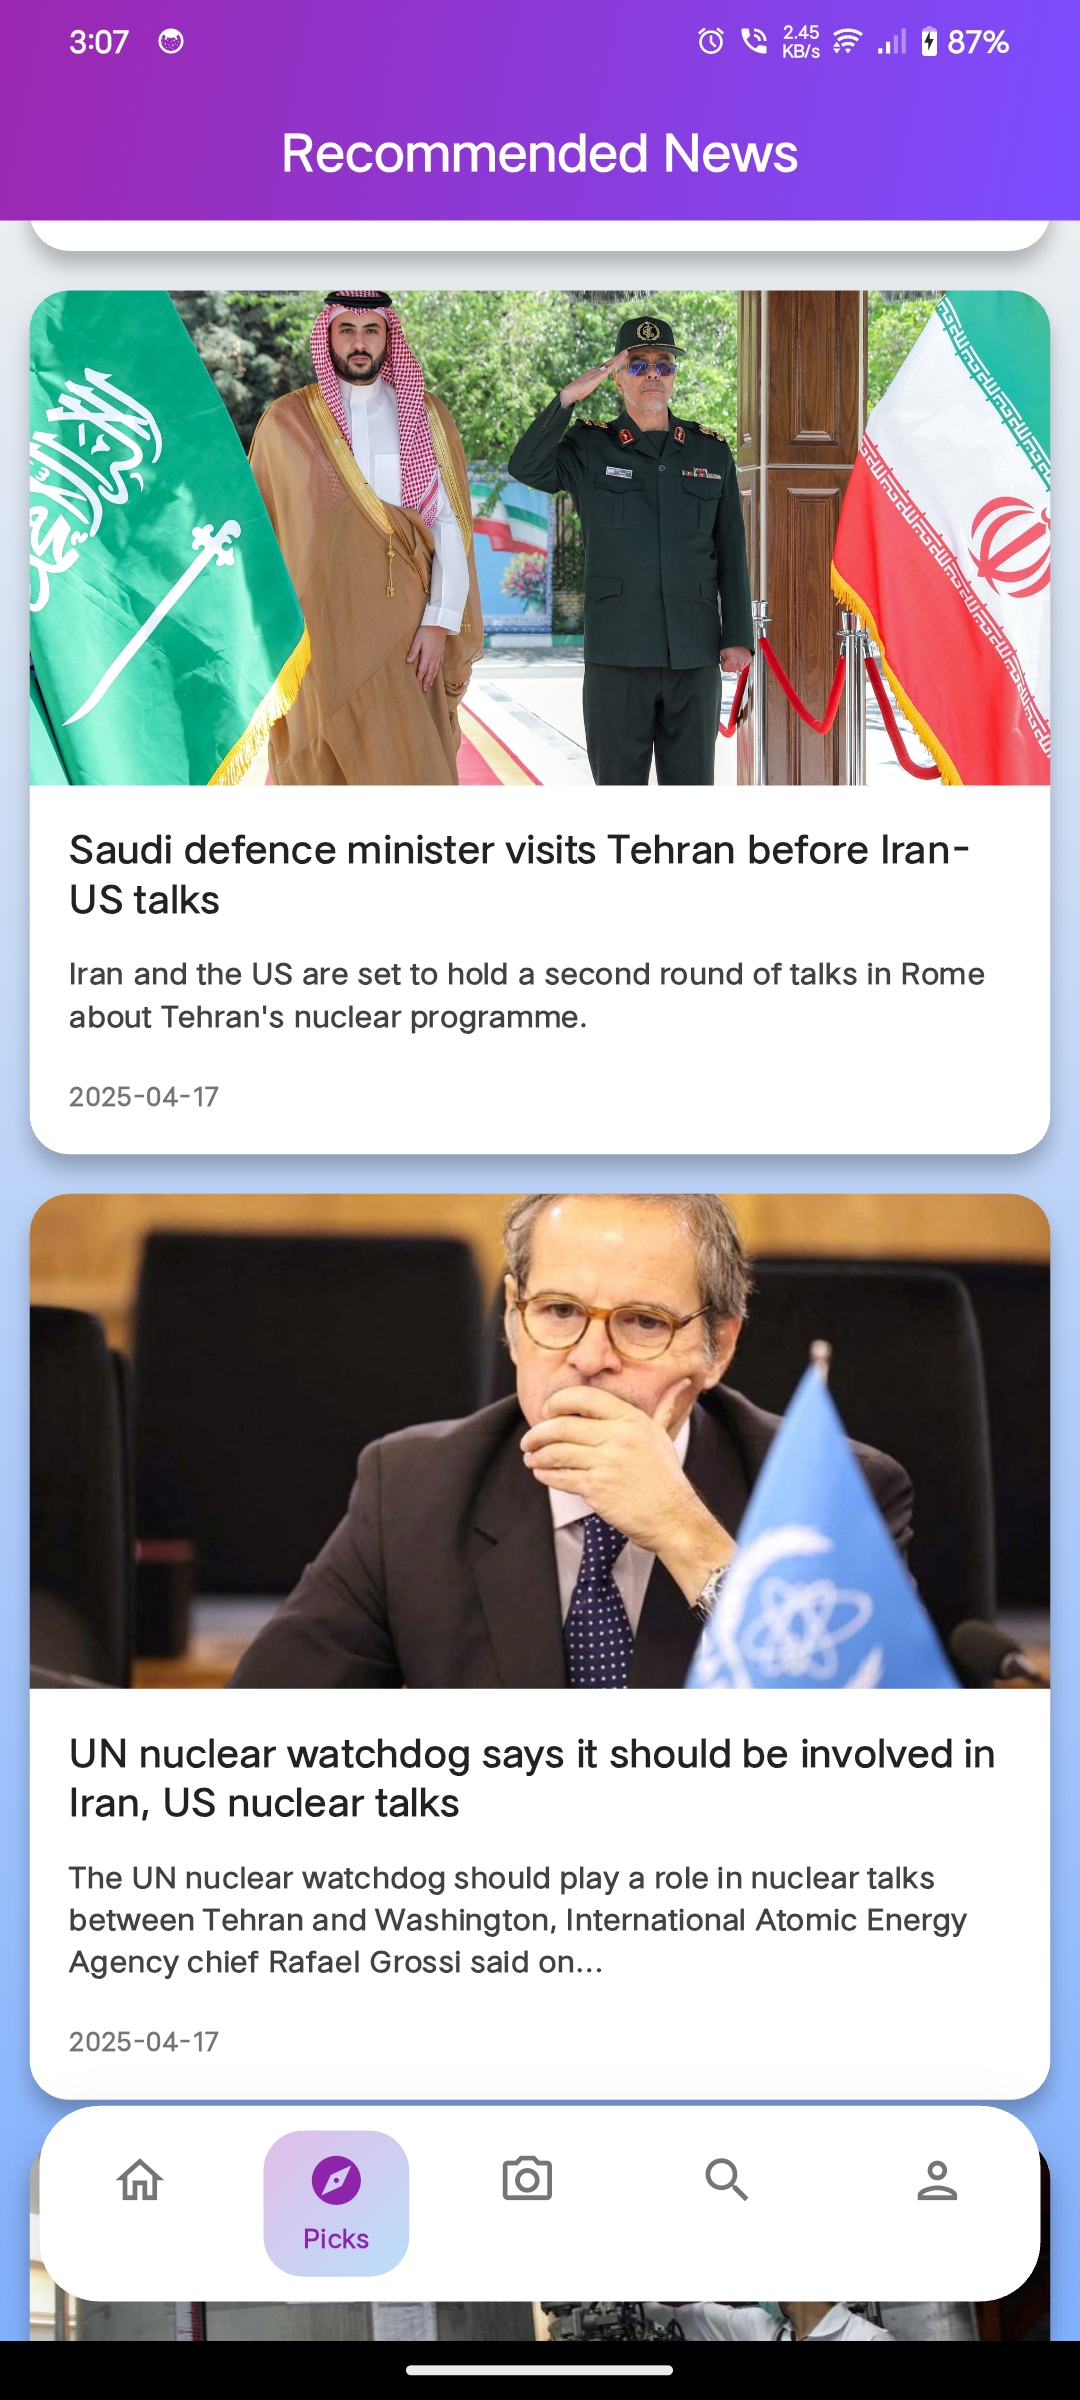 3:07
2.45
KB/s
87%
Recommended News
Saudi defence minister visits Tehran before Iran-
US talks
Iran and the US are set to hold a second round of talks in Rome
about Tehran's nuclear programme.
2025-04-17
UN nuclear watchdog says it should be involved in
Iran, US nuclear talks
The UN nuclear watchdog should play a role in nuclear talks
between Tehran and Washington, International Atomic Energy
Agency chief Rafael Grossi said on...
2025-04-17
Picks